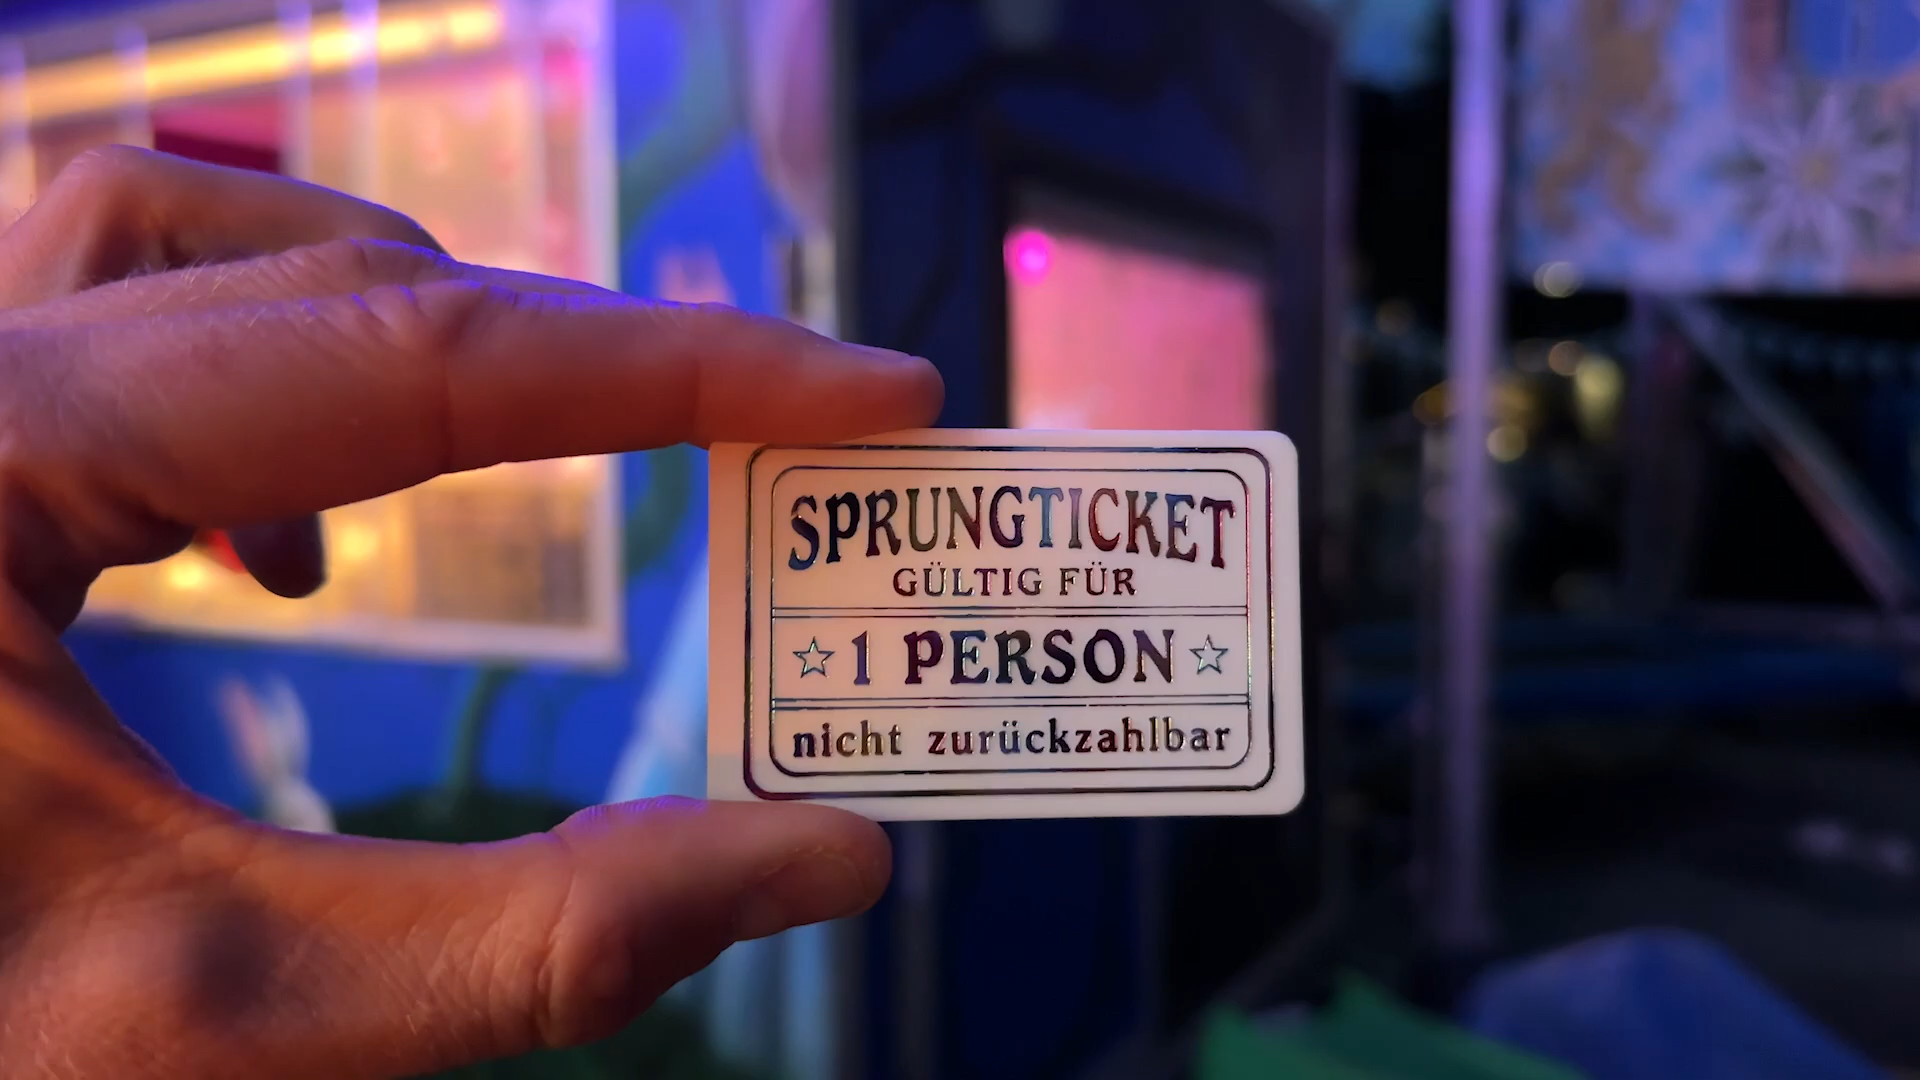 SPRUNGTICKET
GÜLTIG FÜR
☆ 1 PERSON ☆
nicht zurückzahlbar